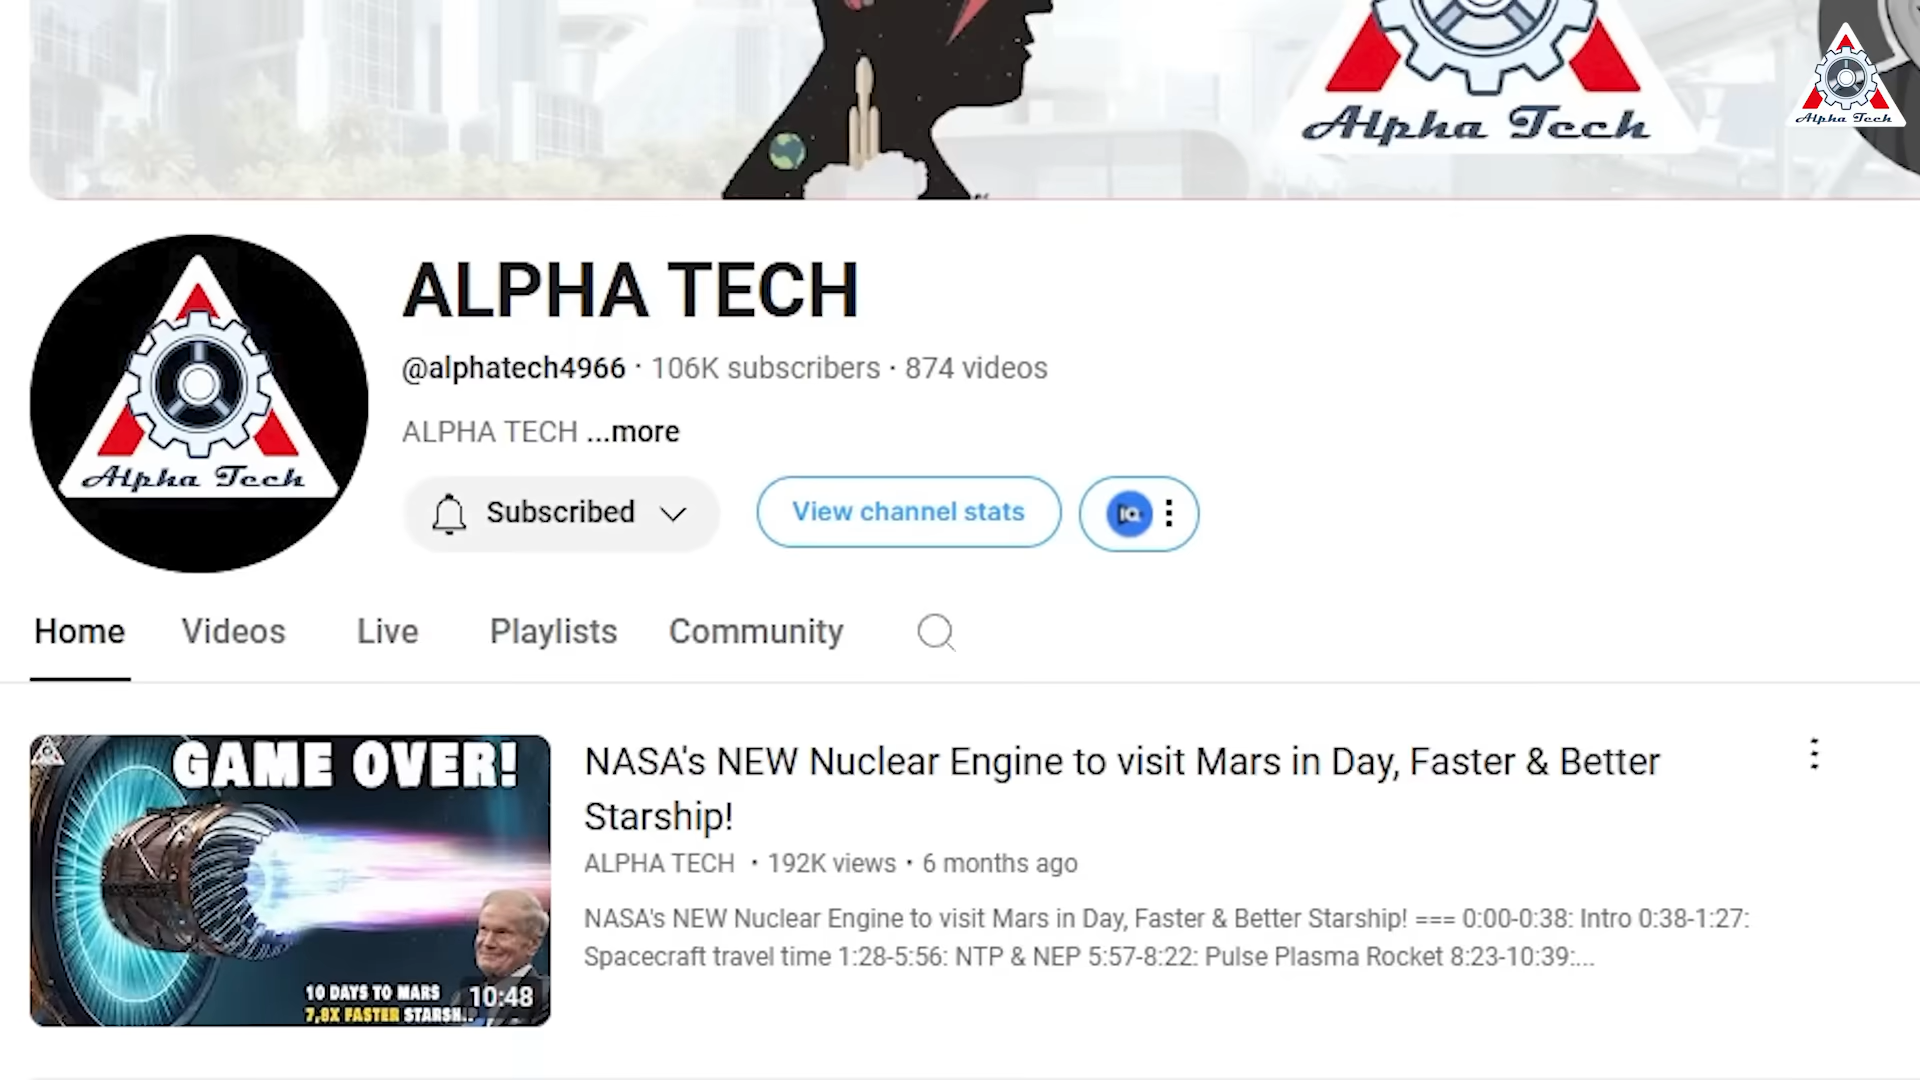 Alpha Tech
Alpha Tech
ALPHA TECH
@alphatech4966 · 106K subscribers · 874 videos
ALPHA TECH ...more
Alpha Tech
Subscribed
View channel stats
IQ
Home Videos Live Playlists Community
GAME OVER!
10 DAYS TO MARS
7,8X FASTER STARSH..
10:48
NASA's NEW Nuclear Engine to visit Mars in Day, Faster & Better
Starship!
ALPHA TECH • 192K views • 6 months ago
NASA's NEW Nuclear Engine to visit Mars in Day, Faster & Better Starship! === 0:00-0:38: Intro 0:38-1:27:
Spacecraft travel time 1:28-5:56: NTP & NEP 5:57-8:22: Pulse Plasma Rocket 8:23-10:39:...